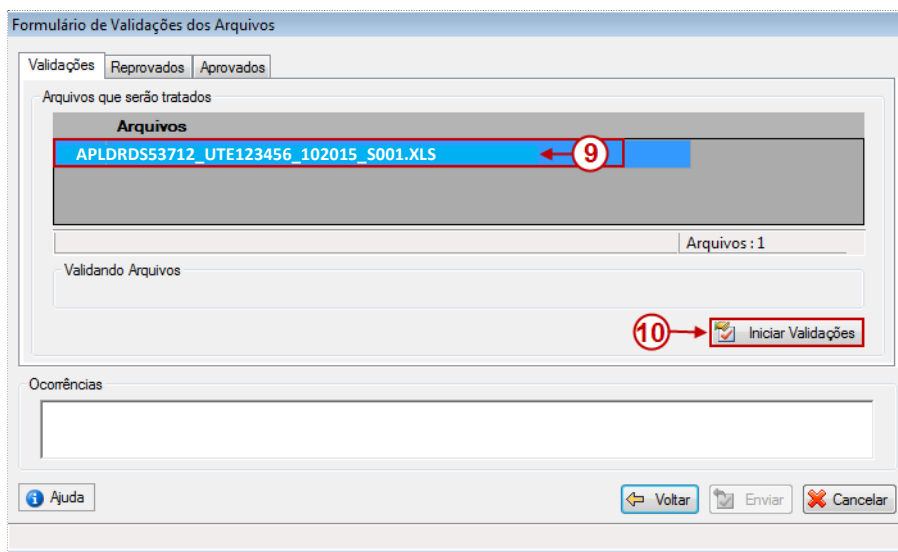 Formulário de Validações dos Arquivos
Validações Reprovados Aprovados
Arquivos que serão tratados
Arquivos
APLDRDS53712_UTE123456_102015_S001.XLS 9
Arquivos : 1
Validando Arquivos
10 Iniciar Validações
Ocorrências
Ajuda Voltar Enviar Cancelar